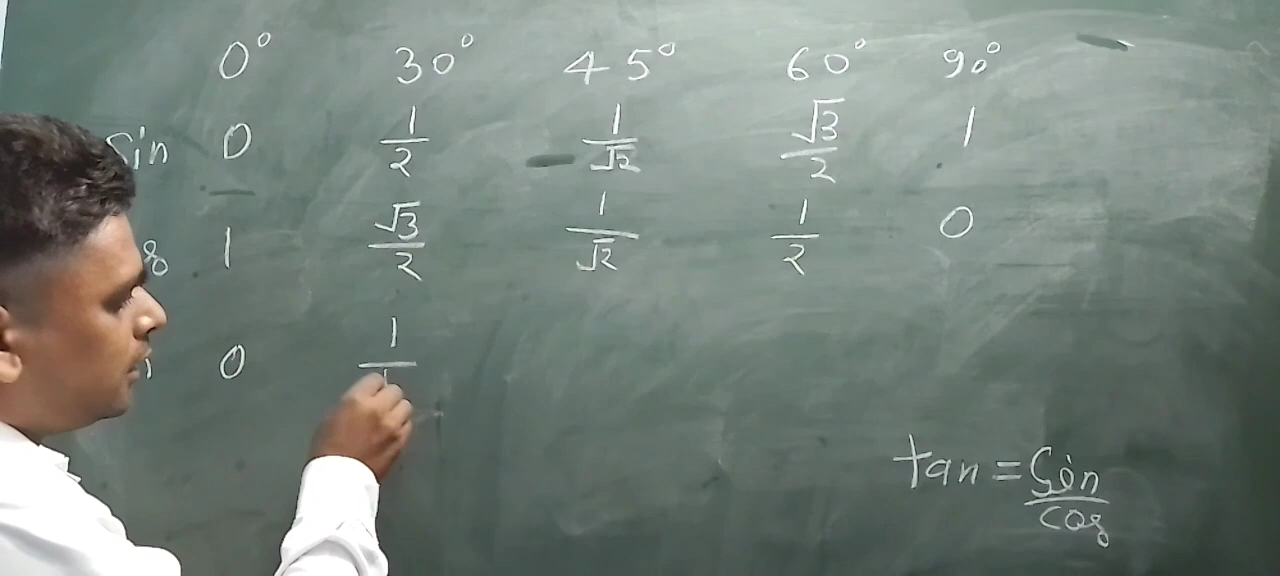 0° 30° 45° 60° 90°
Sin 0 1/2 1/√2 √3/2 1
1 √3/2 1/√2 1/2 0
0 1
tan = Sin/cos